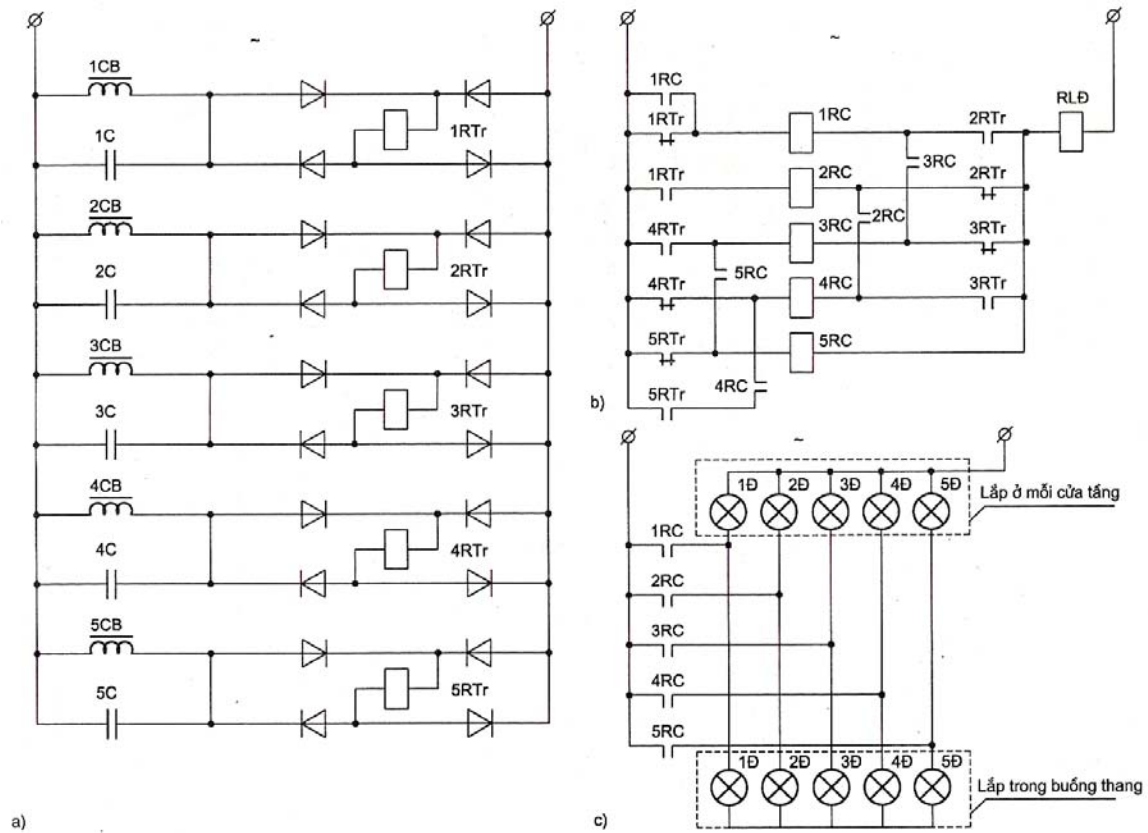 ~
1CB
1C
1RTr
2CB
2C
2RTr
3CB
3C
3RTr
4CB
4C
4RTr
5CB
5C
5RTr
a)
~
1RC
1RTr
1RC
2RTr
RLĐ
3RC
1RTr
2RC
2RTr
2RC
4RTr
3RC
3RTr
5RC
4RTr
4RC
3RTr
5RTr
5RC
4RC
5RTr
b)
~
1Đ 2Đ 3Đ 4Đ 5Đ
Lắp ở mỗi cửa tầng
1RC
2RC
3RC
4RC
5RC
1Đ 2Đ 3Đ 4Đ 5Đ
Lắp trong buồng thang
c)